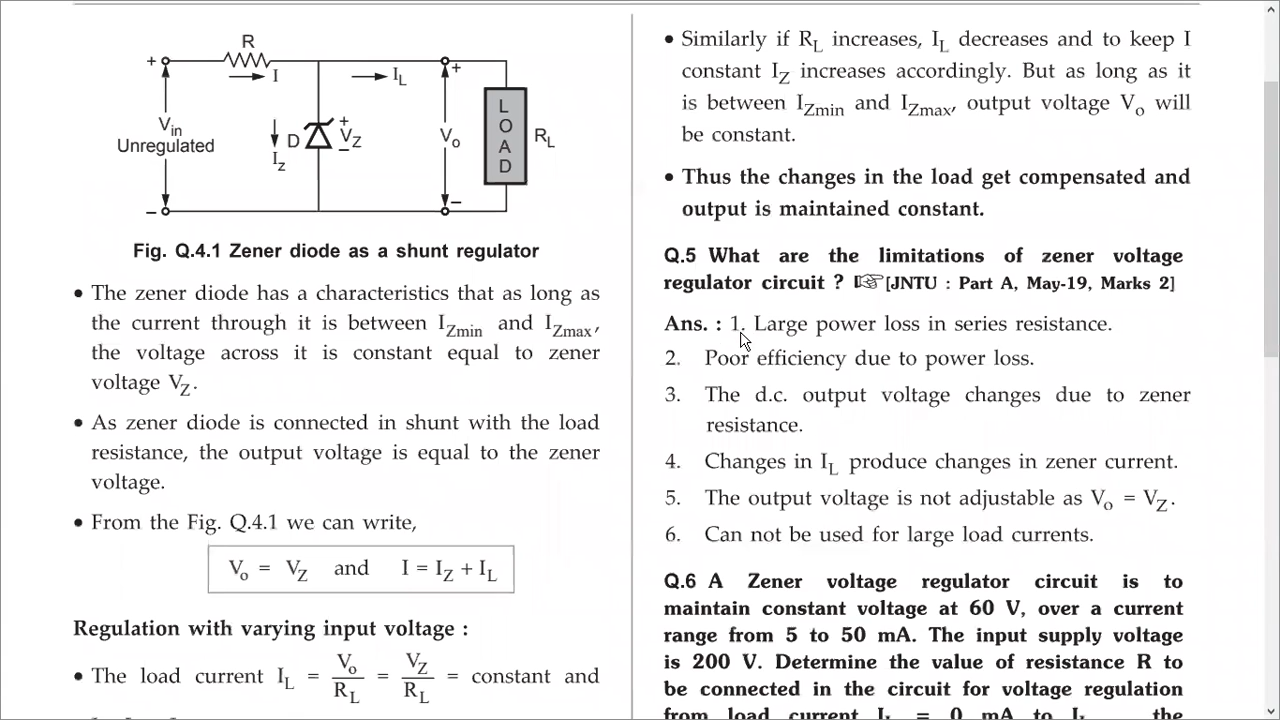 R
+
I
I_L
+
V_in
Unregulated
I_z
D
+
V_Z
–
V_o
L
O
A
D
R_L
–
–
Fig. Q.4.1 Zener diode as a shunt regulator
• The zener diode has a characteristics that as long as
the current through it is between I_Zmin and I_Zmax,
the voltage across it is constant equal to zener
voltage V_Z.
• As zener diode is connected in shunt with the load
resistance, the output voltage is equal to the zener
voltage.
• From the Fig. Q.4.1 we can write,
V_o = V_Z and I = I_Z + I_L
Regulation with varying input voltage :
• The load current I_L = V_o/R_L = V_Z/R_L = constant and
• Similarly if R_L increases, I_L decreases and to keep I
constant I_Z increases accordingly. But as long as it
is between I_Zmin and I_Zmax, output voltage V_o will
be constant.
• Thus the changes in the load get compensated and
output is maintained constant.
Q.5 What are the limitations of zener voltage
regulator circuit ? ☞[JNTU : Part A, May-19, Marks 2]
Ans. : 1. Large power loss in series resistance.
2. Poor efficiency due to power loss.
3. The d.c. output voltage changes due to zener
resistance.
4. Changes in I_L produce changes in zener current.
5. The output voltage is not adjustable as V_o = V_Z.
6. Can not be used for large load currents.
Q.6 A Zener voltage regulator circuit is to
maintain constant voltage at 60 V, over a current
range from 5 to 50 mA. The input supply voltage
is 200 V. Determine the value of resistance R to
be connected in the circuit for voltage regulation
from load current I_L = 0 mA to I_L the